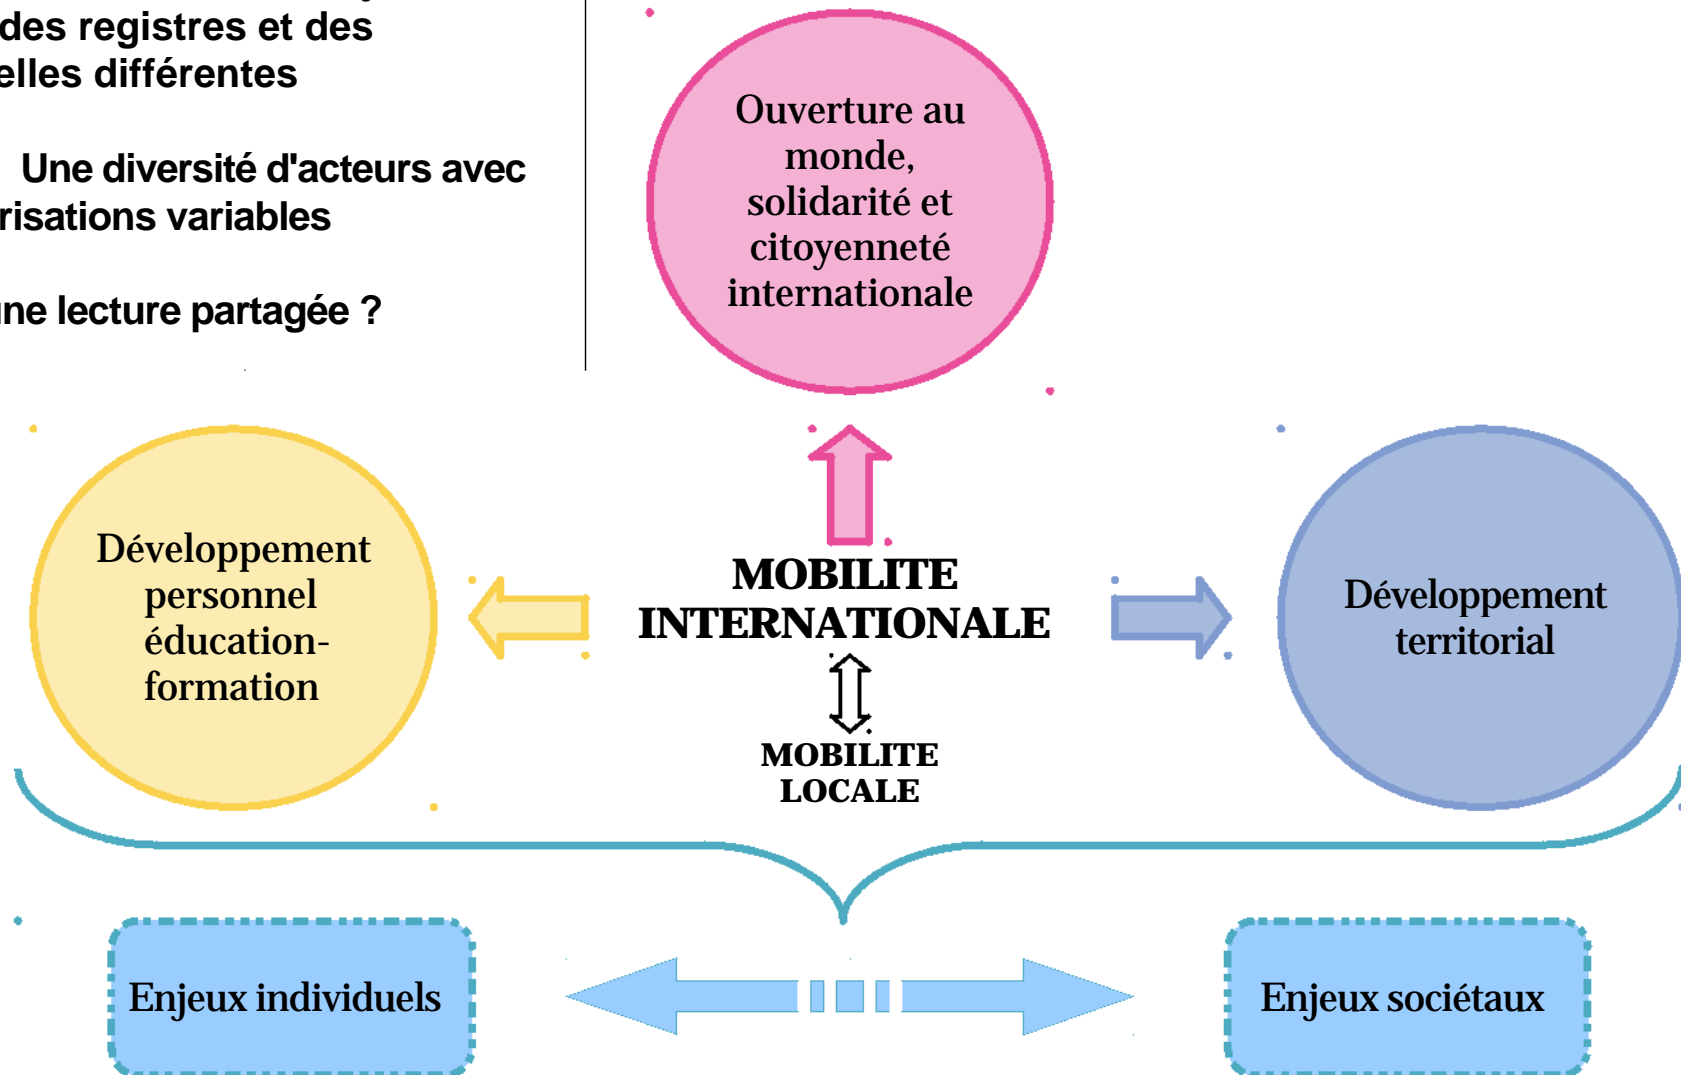 des registres et des
elles différentes
Une diversité d'acteurs avec
risations variables
une lecture partagée ?
Ouverture au
monde,
solidarité et
citoyenneté
internationale
Développement
personnel
éducation-
formation
MOBILITE
INTERNATIONALE
Développement
territorial
MOBILITE
LOCALE
Enjeux individuels
Enjeux sociétaux